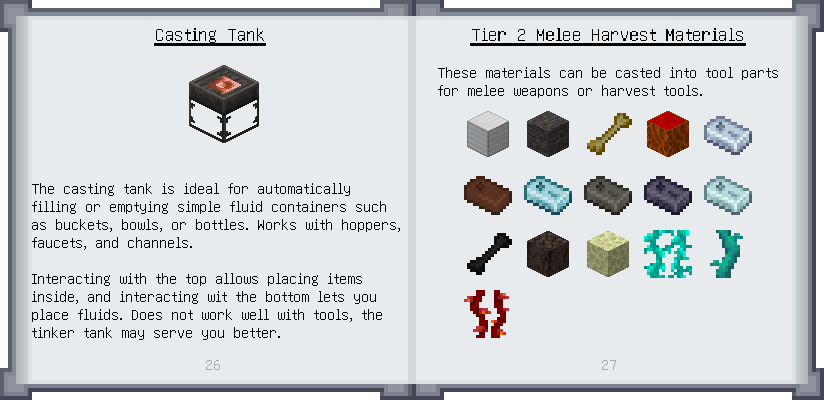 Casting Tank
The casting tank is ideal for automatically
filling or emptying simple fluid containers such
as buckets, bowls, or bottles. Works with hoppers,
faucets, and channels.
Interacting with the top allows placing items
inside, and interacting wit the bottom lets you
place fluids. Does not work well with tools, the
tinker tank may serve you better.
26
Tier 2 Melee Harvest Materials
These materials can be casted into tool parts
for melee weapons or harvest tools.
27